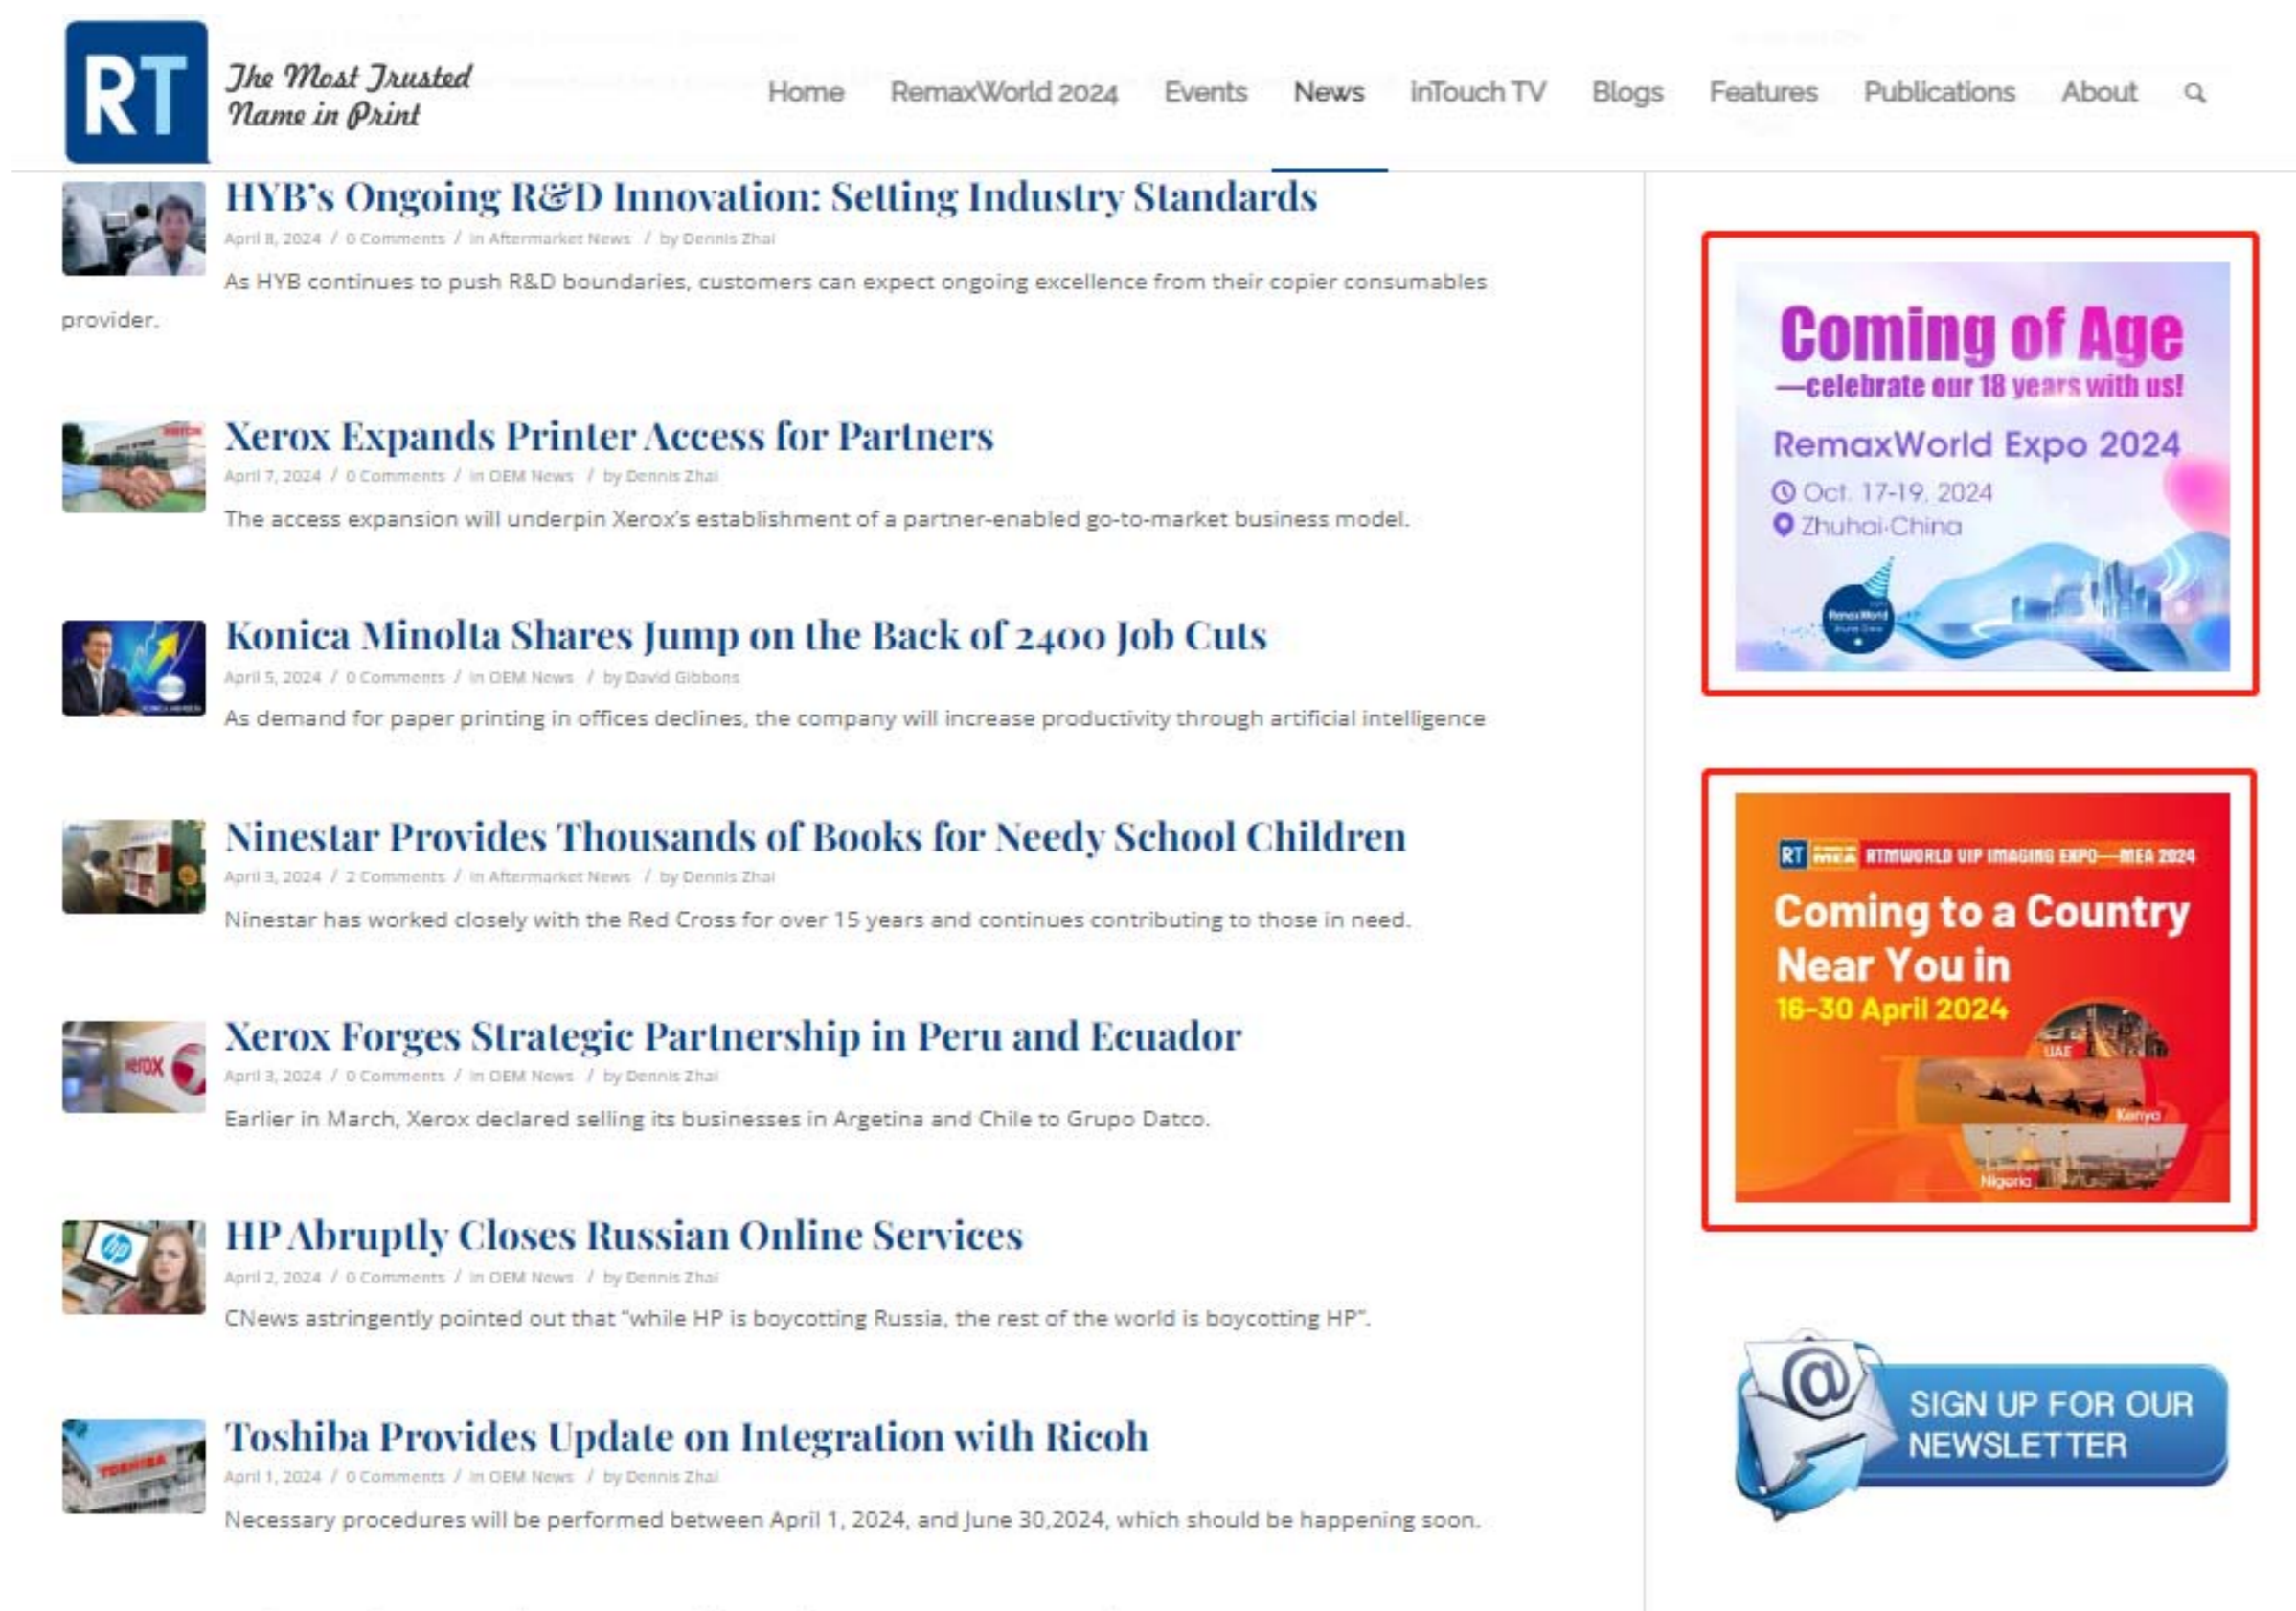 RT
The Most Trusted
Name in Print
Home RemaxWorld 2024 Events News inTouch TV Blogs Features Publications About
HYB's Ongoing R&D Innovation: Setting Industry Standards
April 8, 2024 / 0 Comments / in Aftermarket News / by Dennis Zhai
As HYB continues to push R&D boundaries, customers can expect ongoing excellence from their copier consumables
provider.
Xerox Expands Printer Access for Partners
April 7, 2024 / 0 Comments / in OEM News / by Dennis Zhai
The access expansion will underpin Xerox's establishment of a partner-enabled go-to-market business model.
Konica Minolta Shares Jump on the Back of 2400 Job Cuts
April 5, 2024 / 0 Comments / in OEM News / by David Gibbons
As demand for paper printing in offices declines, the company will increase productivity through artificial intelligence
Ninestar Provides Thousands of Books for Needy School Children
April 3, 2024 / 2 Comments / in Aftermarket News / by Dennis Zhai
Ninestar has worked closely with the Red Cross for over 15 years and continues contributing to those in need.
xerox
Xerox Forges Strategic Partnership in Peru and Ecuador
April 3, 2024 / 0 Comments / in OEM News / by Dennis Zhai
Earlier in March, Xerox declared selling its businesses in Argetina and Chile to Grupo Datco.
hp
HP Abruptly Closes Russian Online Services
April 2, 2024 / 0 Comments / in OEM News / by Dennis Zhai
CNews astringently pointed out that "while HP is boycotting Russia, the rest of the world is boycotting HP".
TOSHIBA
Toshiba Provides Update on Integration with Ricoh
April 1, 2024 / 0 Comments / in OEM News / by Dennis Zhai
Necessary procedures will be performed between April 1, 2024, and June 30,2024, which should be happening soon.
Coming of Age
—celebrate our 18 years with us!
RemaxWorld Expo 2024
Oct. 17-19, 2024
Zhuhai·China
RemaxWorld
RT MEA RTMWORLD VIP IMAGING EXPO—MEA 2024
Coming to a Country
Near You in
16-30 April 2024
UAE
Kenya
Nigeria
@
SIGN UP FOR OUR
NEWSLETTER